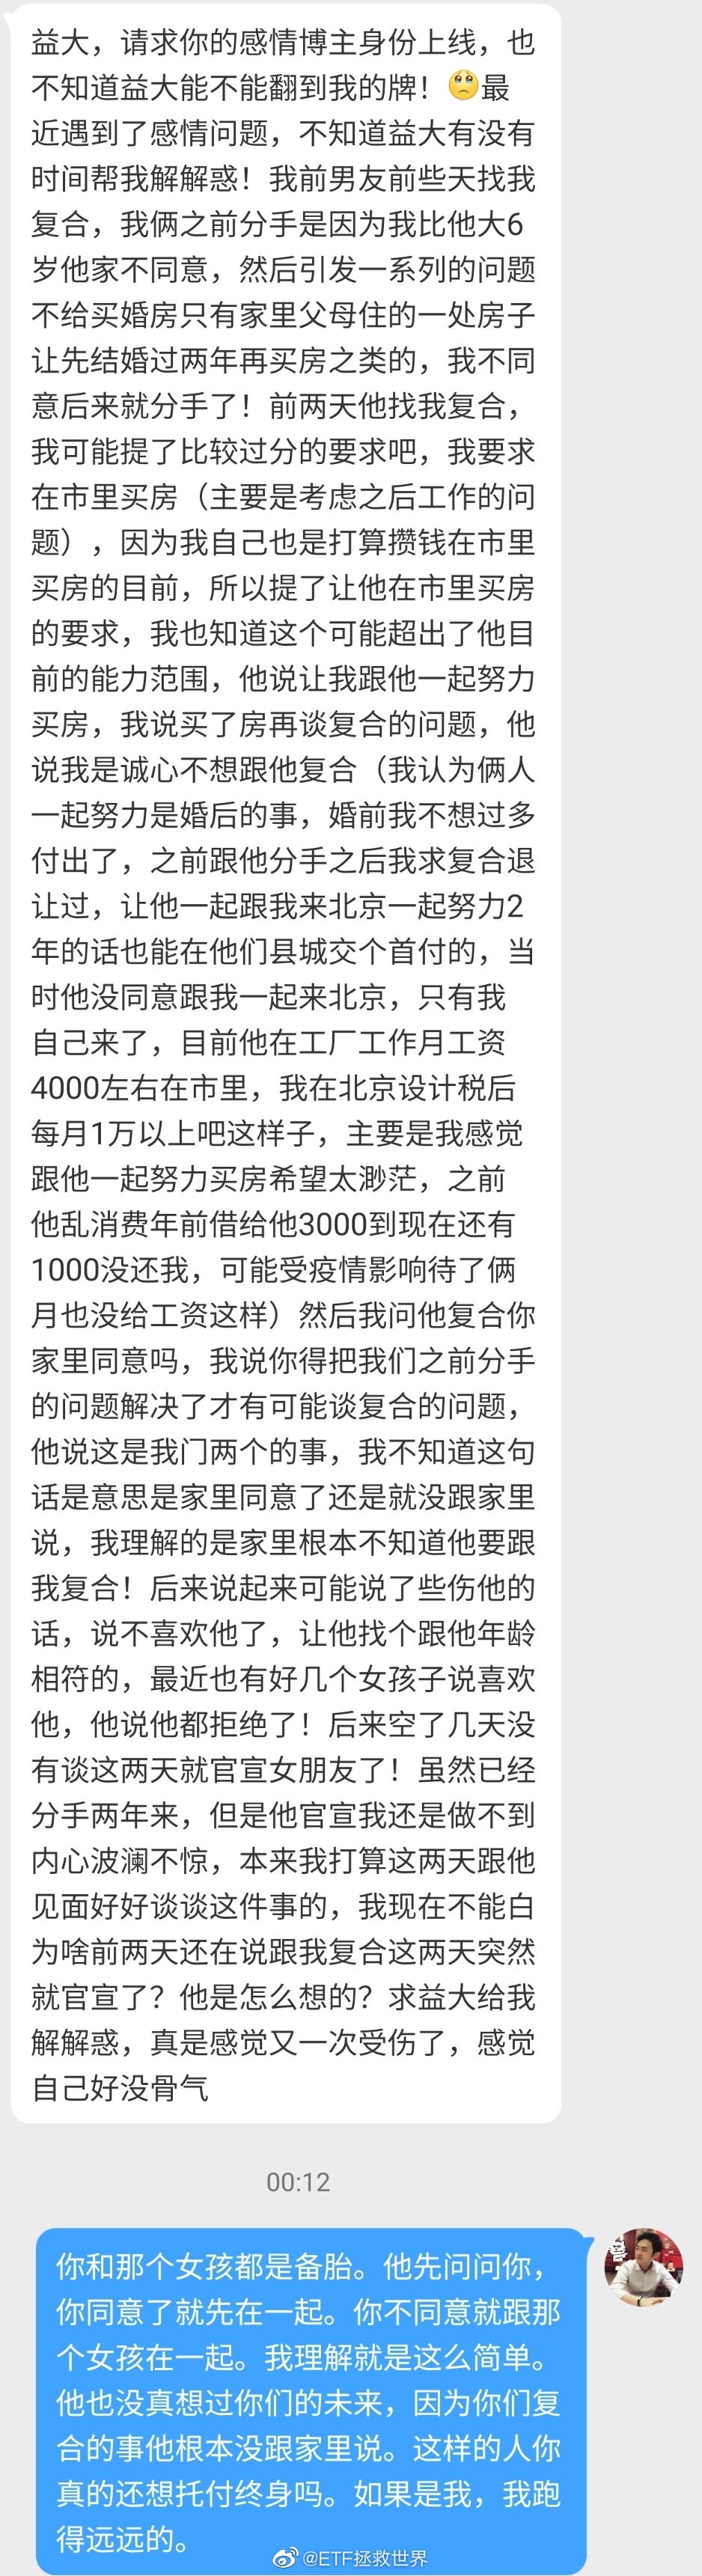 益大，请求你的感情博主身份上线，也
不知道益大能不能翻到我的牌！😟最
近遇到了感情问题，不知道益大有没有
时间帮我解解惑！我前男友前些天找我
复合，我俩之前分手是因为我比他大6
岁他家不同意，然后引发一系列的问题
不给买婚房只有家里父母住的一处房子
让先结婚过两年再买房之类的，我不同
意后来就分手了！前两天他找我复合，
我可能提了比较过分的要求吧，我要求
在市里买房（主要是考虑之后工作的问
题），因为我自己也是打算攒钱在市里
买房的目前，所以提了让他在市里买房
的要求，我也知道这个可能超出了他目
前的能力范围，他说让我跟他一起努力
买房，我说买了房再谈复合的问题，他
说我是诚心不想跟他复合（我认为俩人
一起努力是婚后的事，婚前我不想过多
付出了，之前跟他分手之后我求复合退
让过，让他一起跟我来北京一起努力2
年的话也能在他们县城交个首付的，当
时他没同意跟我一起来北京，只有我
自己来了，目前他在工厂工作月工资
4000左右在市里，我在北京设计税后
每月1万以上吧这样子，主要是我感觉
跟他一起努力买房希望太渺茫，之前
他乱消费年前借给他3000到现在还有
1000没还我，可能受疫情影响待了俩
月也没给工资这样）然后我问他复合你
家里同意吗，我说你得把我们之前分手
的问题解决了才有可能谈复合的问题，
他说这是我门两个的事，我不知道这句
话是意思是家里同意了还是就没跟家里
说，我理解的是家里根本不知道他要跟
我复合！后来说起来可能说了些伤他的
话，说不喜欢他了，让他找个跟他年龄
相符的，最近也有好几个女孩子说喜欢
他，他说他都拒绝了！后来空了几天没
有谈这两天就官宣女朋友了！虽然已经
分手两年来，但是他官宣我还是做不到
内心波澜不惊，本来我打算这两天跟他
见面好好谈谈这件事的，我现在不能白
为啥前两天还在说跟我复合这两天突然
就官宣了？他是怎么想的？求益大给我
解解惑，真是感觉又一次受伤了，感觉
自己好没骨气
00:12
你和那个女孩都是备胎。他先问问你，
你同意了就先在一起。你不同意就跟那
个女孩在一起。我理解就是这么简单。
他也没真想过你们的未来，因为你们复
合的事他根本没跟家里说。这样的人你
真的还想托付终身吗。如果是我，我跑
得远远的。
@ETF拯救世界